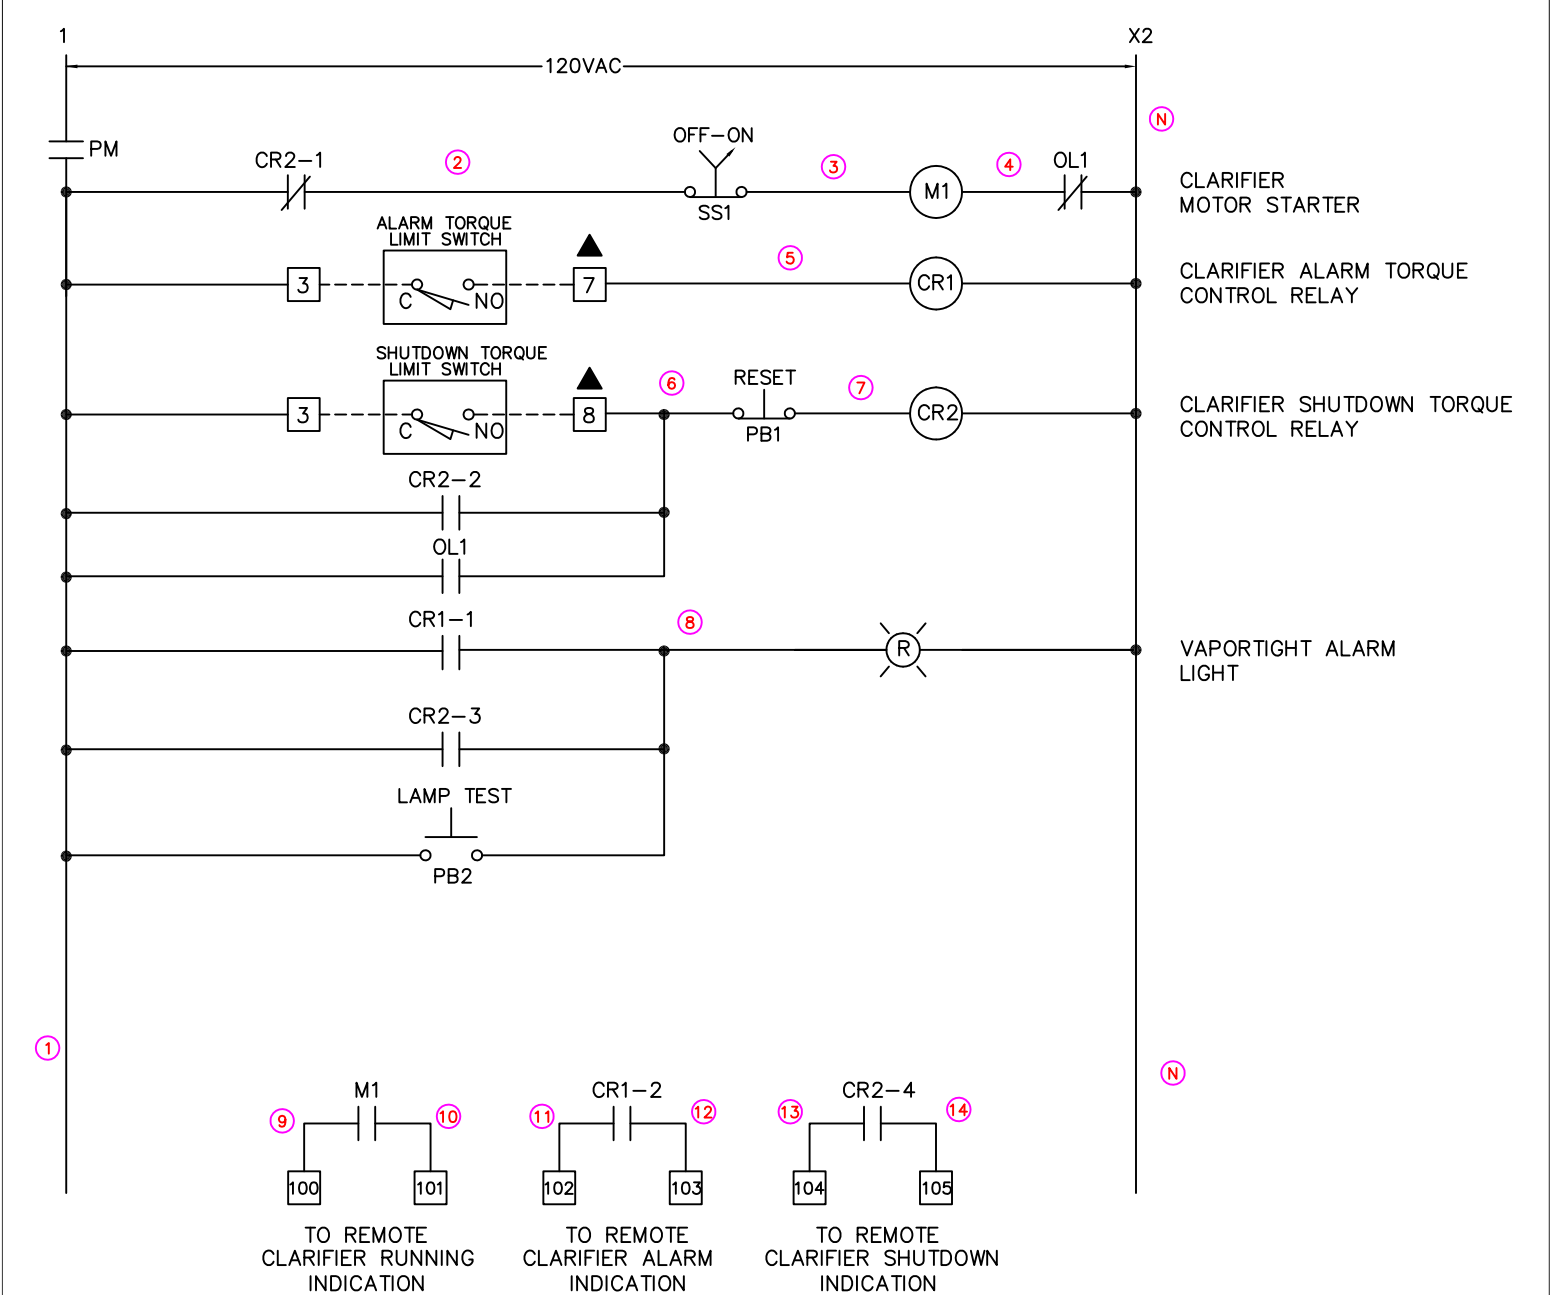 1
X2
120VAC
N
PM
CR2-1
2
OFF-ON
SS1
3
M1
4
OL1
CLARIFIER
MOTOR STARTER
ALARM TORQUE
LIMIT SWITCH
3
C
NO
7
5
CR1
CLARIFIER ALARM TORQUE
CONTROL RELAY
SHUTDOWN TORQUE
LIMIT SWITCH
3
C
NO
8
6
RESET
PB1
7
CR2
CLARIFIER SHUTDOWN TORQUE
CONTROL RELAY
CR2-2
OL1
CR1-1
8
R
VAPORTIGHT ALARM
LIGHT
CR2-3
LAMP TEST
PB2
1
N
9
M1
10
100
101
TO REMOTE
CLARIFIER RUNNING
INDICATION
11
CR1-2
12
102
103
TO REMOTE
CLARIFIER ALARM
INDICATION
13
CR2-4
14
104
105
TO REMOTE
CLARIFIER SHUTDOWN
INDICATION